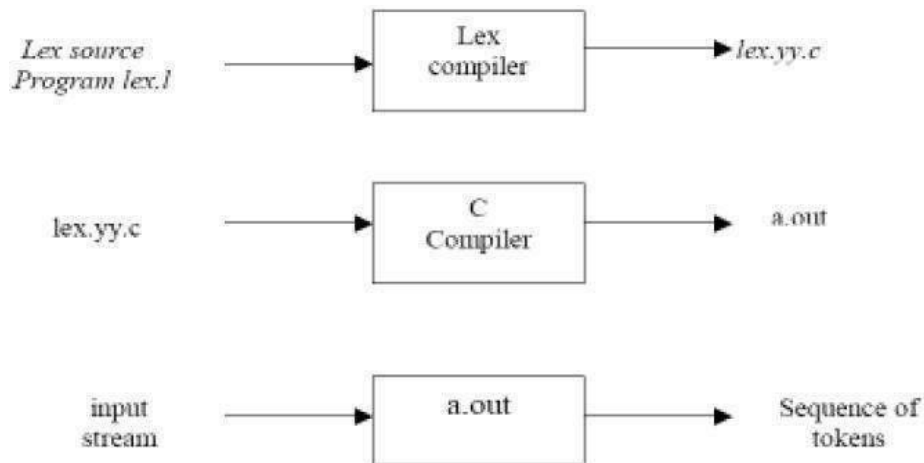 Lex source
Program lex.l
Lex
compiler
lex.yy.c
lex.yy.c
C
Compiler
a.out
input
stream
a.out
Sequence of
tokens